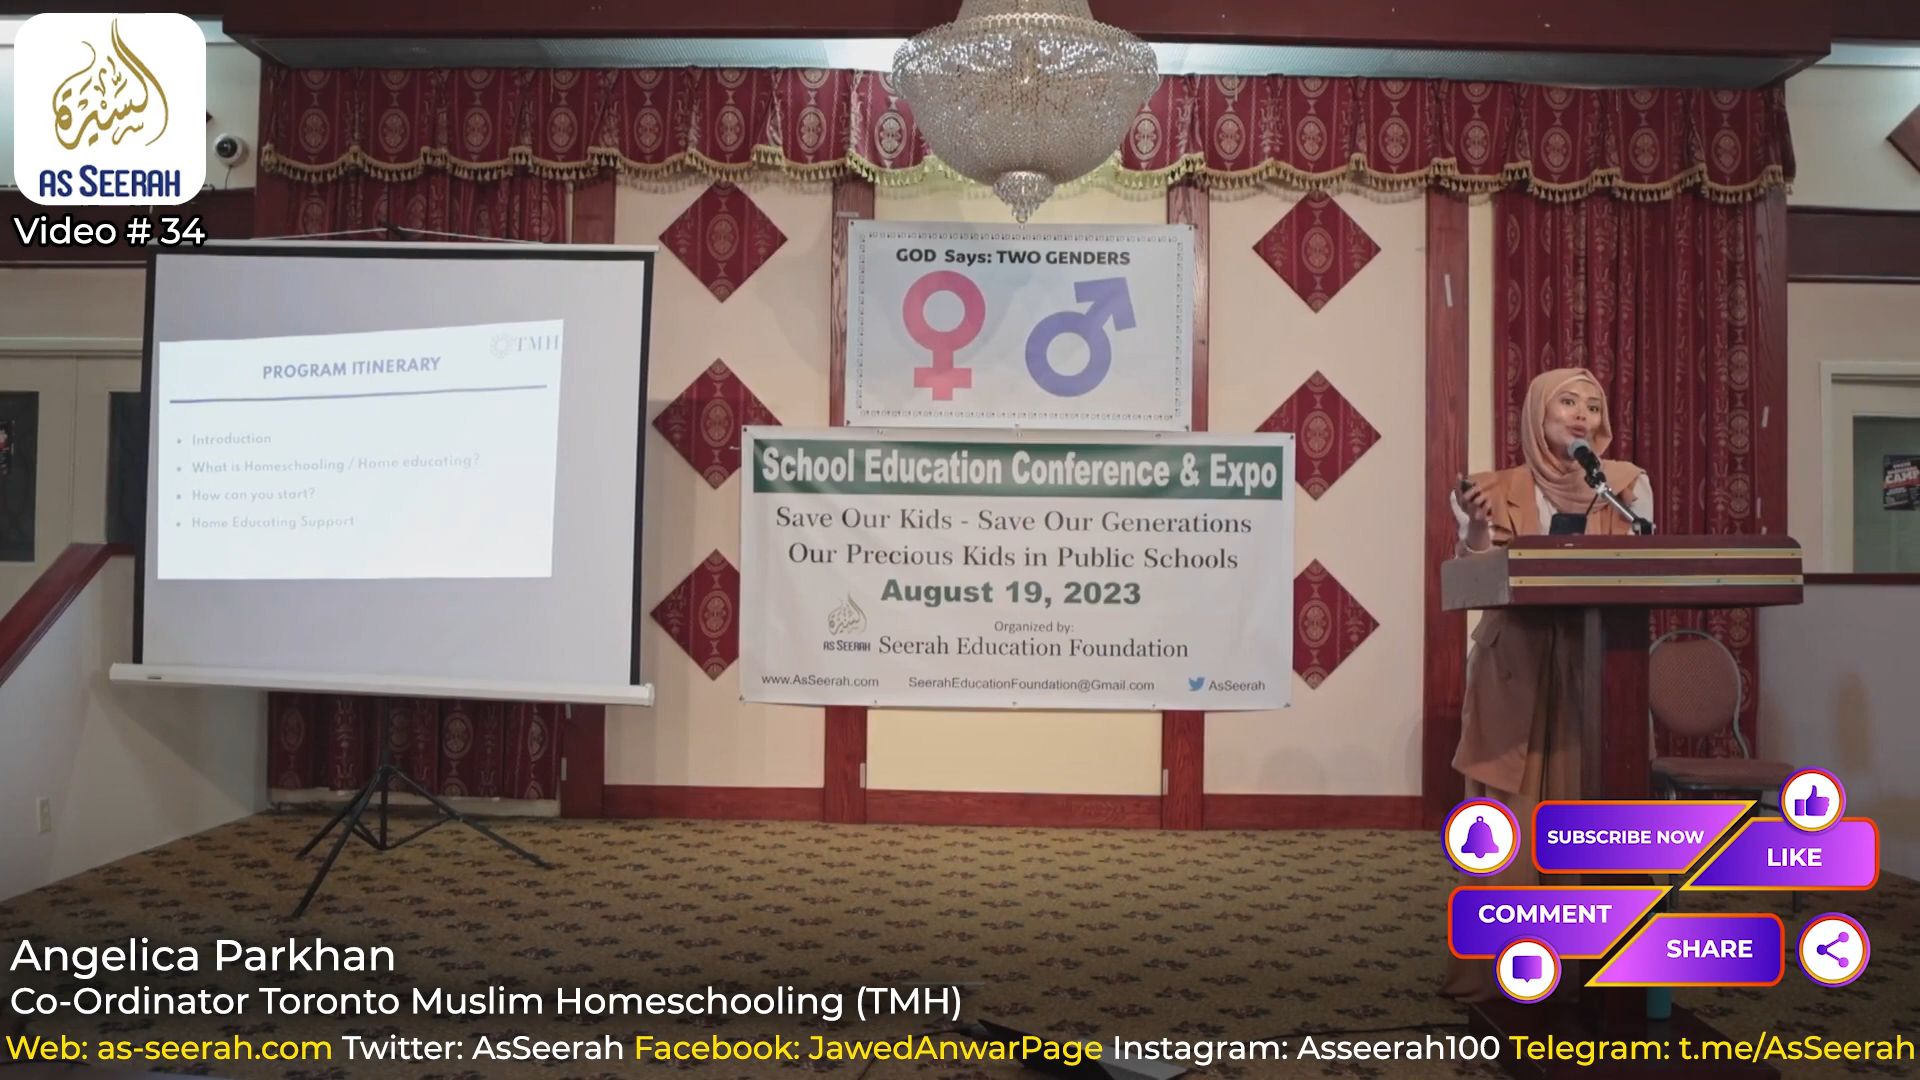 السيرة
AS SEERAH
Video # 34
TMH
PROGRAM ITINERARY
• Introduction
• What is Homeschooling / Home educating?
• How can you start?
• Home Educating Support
GOD Says: TWO GENDERS
School Education Conference & Expo
Save Our Kids - Save Our Generations
Our Precious Kids in Public Schools
August 19, 2023
Organized by:
السيرة
AS SEERAH
Seerah Education Foundation
www.AsSeerah.com SeerahEducationFoundation@Gmail.com AsSeerah
CAMP
SUBSCRIBE NOW
LIKE
COMMENT
SHARE
Angelica Parkhan
Co-Ordinator Toronto Muslim Homeschooling (TMH)
Web: as-seerah.com Twitter: AsSeerah Facebook: JawedAnwarPage Instagram: Asseerah100 Telegram: t.me/AsSeerah